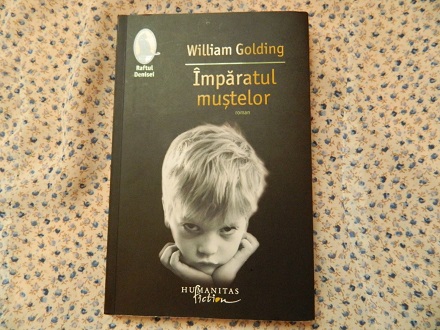 Raftul
Denisei
William Golding
Împăratul
muștelor
roman
HUMANITAS
fiction